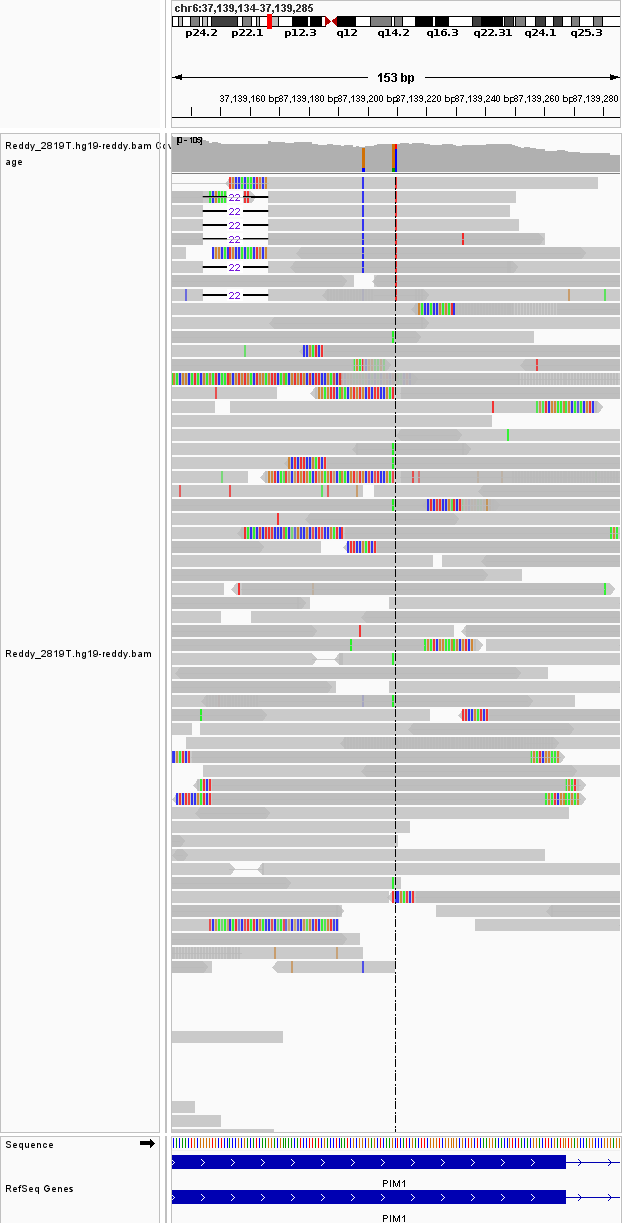 chr6:37,139,134-37,139,285
p24.2 p22.1 p12.3 q12 q14.2 q16.3 q22.31 q24.1 q25.3
153 bp
37,139,160 bp 37,139,180 bp 37,139,200 bp 37,139,220 bp 37,139,240 bp 37,139,260 bp 37,139,280
Reddy_2819T.hg19-reddy.bam Co
age
22
22
22
22
22
22
Reddy_2819T.hg19-reddy.bam
Sequence
PIM1
RefSeq Genes
PIM1